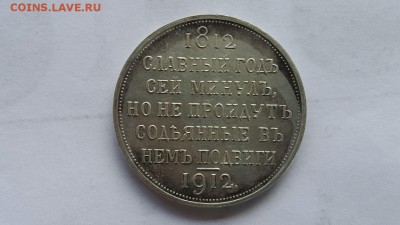 COINS.LAVE.RU
1812
СЛАВНЫЙ ГОДЪ
СЕЙ МИНУЛЪ,
НО НЕ ПРОЙДУТЪ
СОДѢЯННЫЕ ВЪ
НЕМЪ ПОДВИГИ
1912